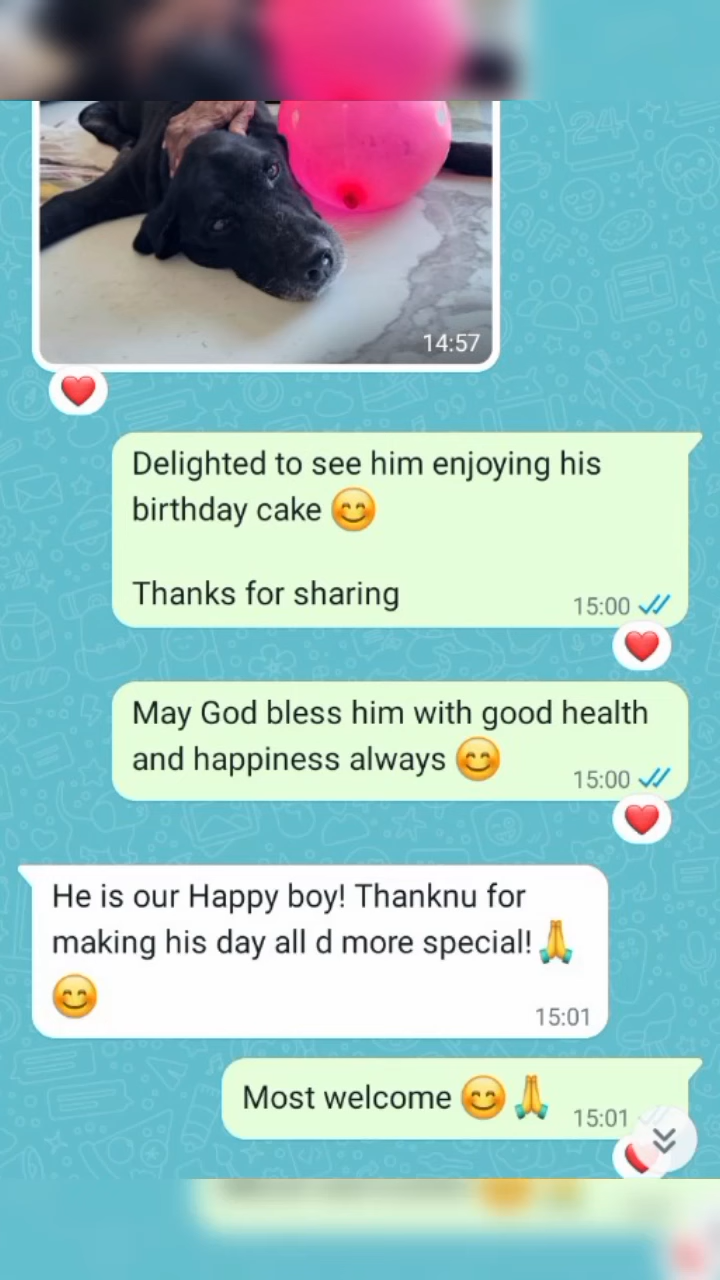 14:57
Delighted to see him enjoying his
birthday cake 😊
Thanks for sharing
15:00
May God bless him with good health
and happiness always 😊
15:00
He is our Happy boy! Thanknu for
making his day all d more special!🙏
😊
15:01
Most welcome 😊🙏
15:01